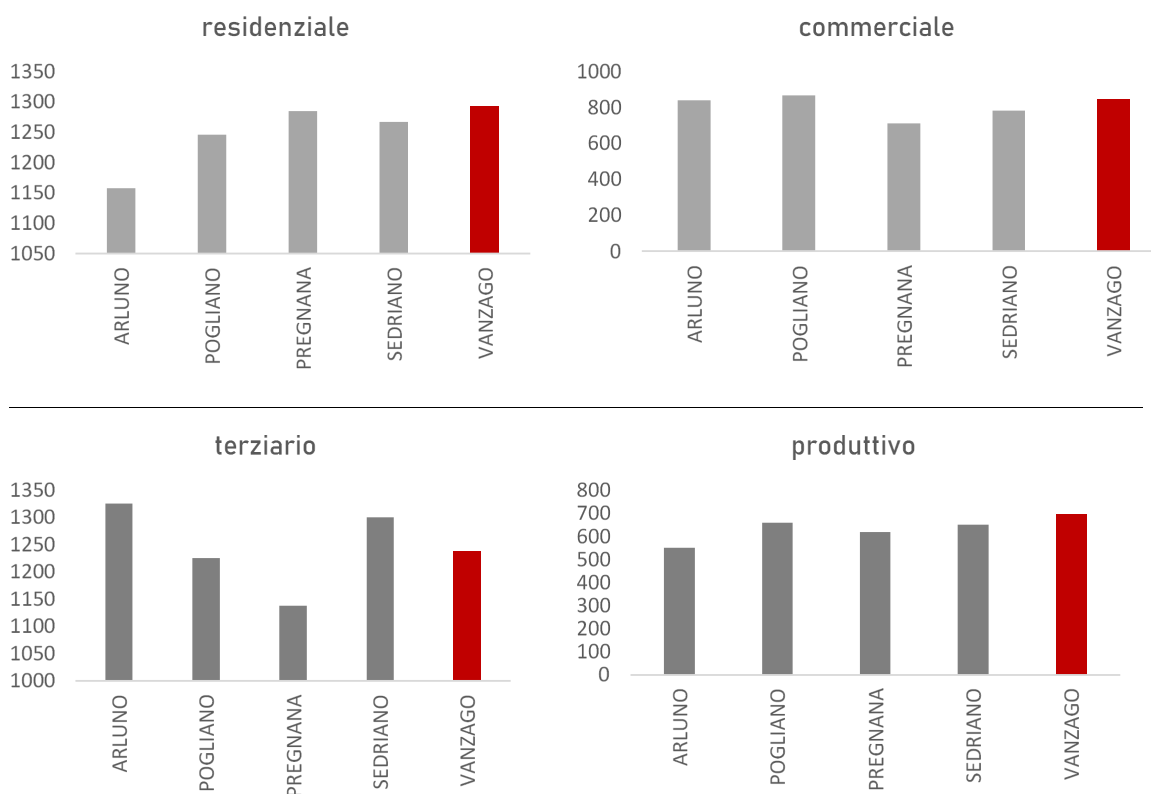 residenziale
1350
1300
1250
1200
1150
1100
1050
ARLUNO
POGLIANO
PREGNANA
SEDRIANO
VANZAGO
commerciale
1000
800
600
400
200
0
ARLUNO
POGLIANO
PREGNANA
SEDRIANO
VANZAGO
terziario
1350
1300
1250
1200
1150
1100
1050
1000
ARLUNO
POGLIANO
PREGNANA
SEDRIANO
VANZAGO
produttivo
800
700
600
500
400
300
200
100
0
ARLUNO
POGLIANO
PREGNANA
SEDRIANO
VANZAGO